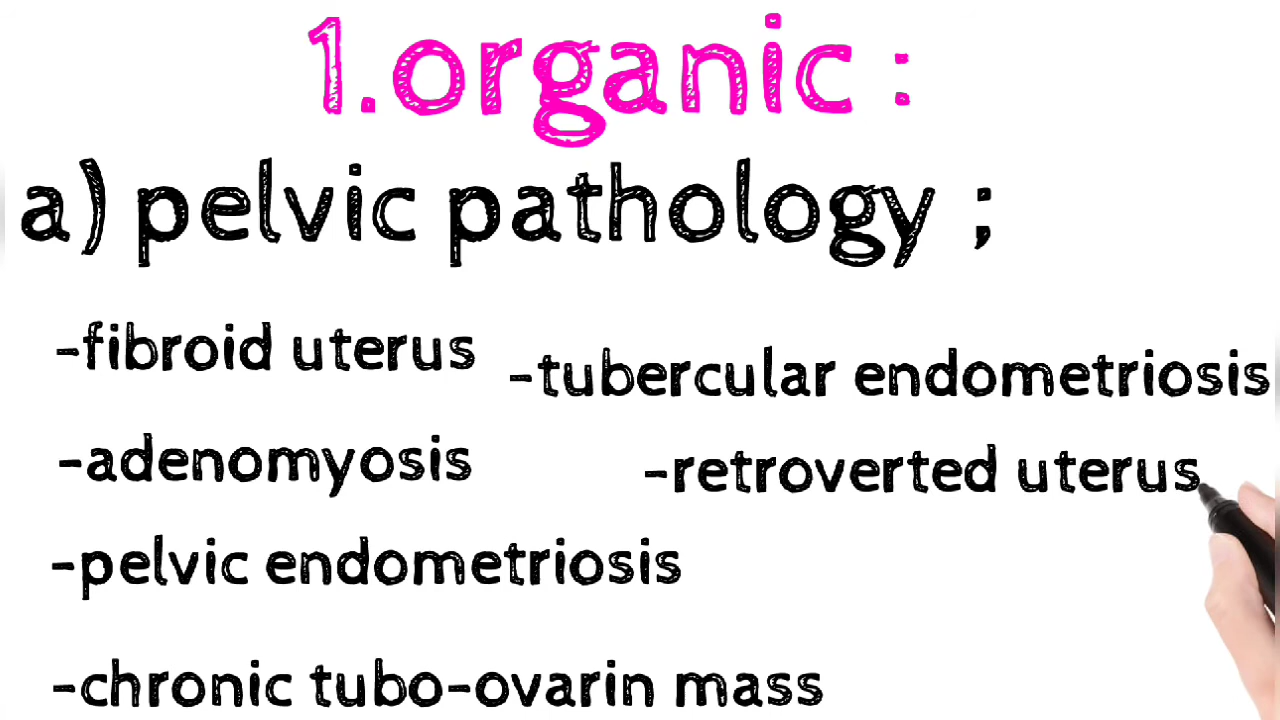 1.organic :
a) pelvic pathology ;
-fibroid uterus
-adenomyosis
-pelvic endometriosis
-chronic tubo-ovarin mass
-tubercular endometriosis
-retroverted uterus